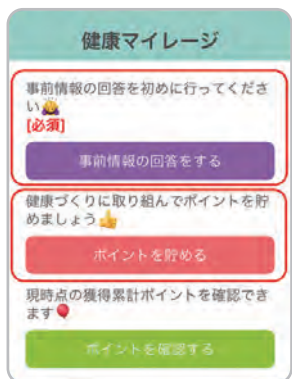 健康マイレージ
事前情報の回答を初めに行ってくださ
い🙇
[必須]
事前情報の回答をする
健康づくりに取り組んでポイントを貯
めましょう👍
ポイントを貯める
現時点の獲得累計ポイントを確認でき
ます🎈
ポイントを確認する